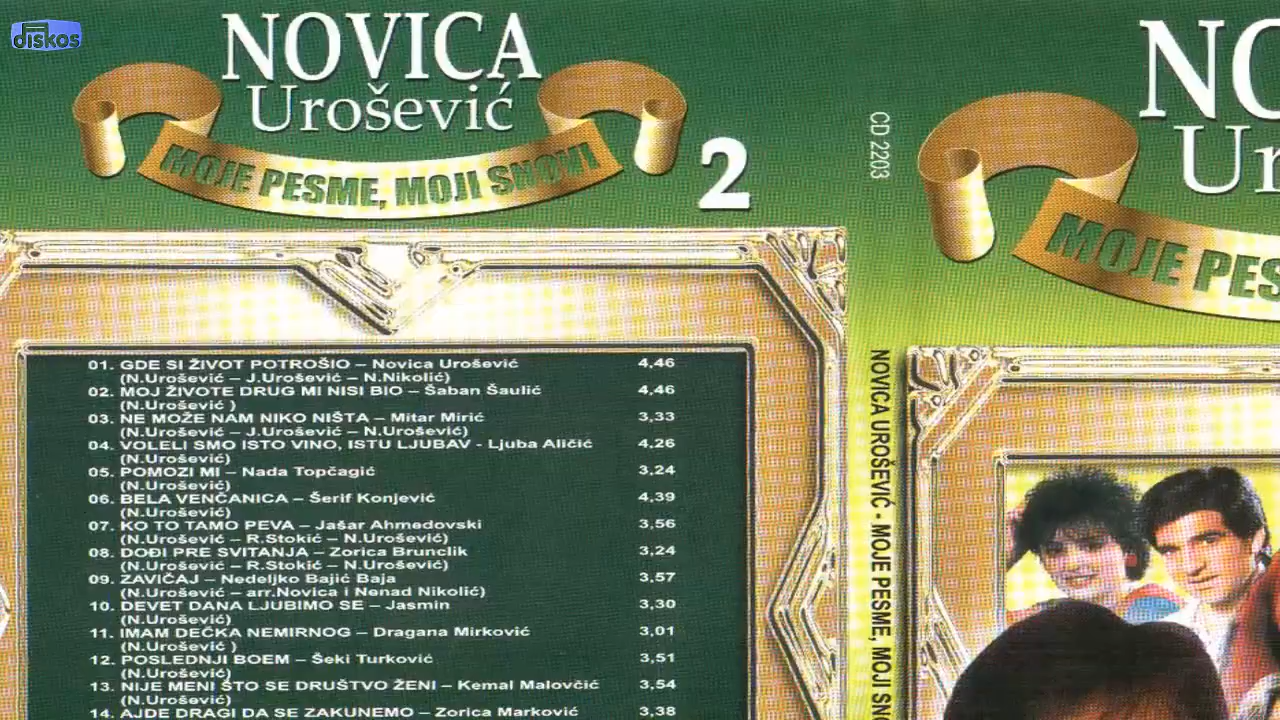 diskos
NOVICA
Urošević
MOJE PESME, MOJI SNOVI
2
01. GDE SI ŽIVOT POTROŠIO – Novica Urošević 4,46
(N.Urošević – J.Urošević – N.Nikolić)
02. MOJ ŽIVOTE DRUG MI NISI BIO – Šaban Šaulić 4,46
(N.Urošević )
03. NE MOŽE NAM NIKO NIŠTA – Mitar Mirić 3,33
(N.Urošević – J.Urošević – N.Urošević)
04. VOLELI SMO ISTO VINO, ISTU LJUBAV - Ljuba Aličić 4,26
(N.Urošević)
05. POMOZI MI – Nada Topčagić 3,24
(N.Urošević)
06. BELA VENČANICA – Šerif Konjević 4,39
(N.Urošević)
07. KO TO TAMO PEVA – Jašar Ahmedovski 3,56
(N.Urošević – R.Stokić – N.Urošević)
08. DOĐI PRE SVITANJA – Zorica Brunclik 3,24
(N.Urošević – R.Stokić – N.Urošević)
09. ZAVIČAJ – Nedeljko Bajić Baja 3,57
(N.Urošević – arr.Novica i Nenad Nikolić)
10. DEVET DANA LJUBIMO SE – Jasmin 3,30
(N.Urošević)
11. IMAM DEČKA NEMIRNOG – Dragana Mirković 3,01
(N.Urošević )
12. POSLEDNJI BOEM – Šeki Turković 3,51
(N.Urošević)
13. NIJE MENI ŠTO SE DRUŠTVO ŽENI – Kemal Malovčić 3,54
(N.Urošević)
14. AJDE DRAGI DA SE ZAKUNEMO – Zorica Marković 3,38
CD 2203
NOVICA UROŠEVIĆ - MOJE PESME, MOJI SNO
NO
Ur
MOJE PES